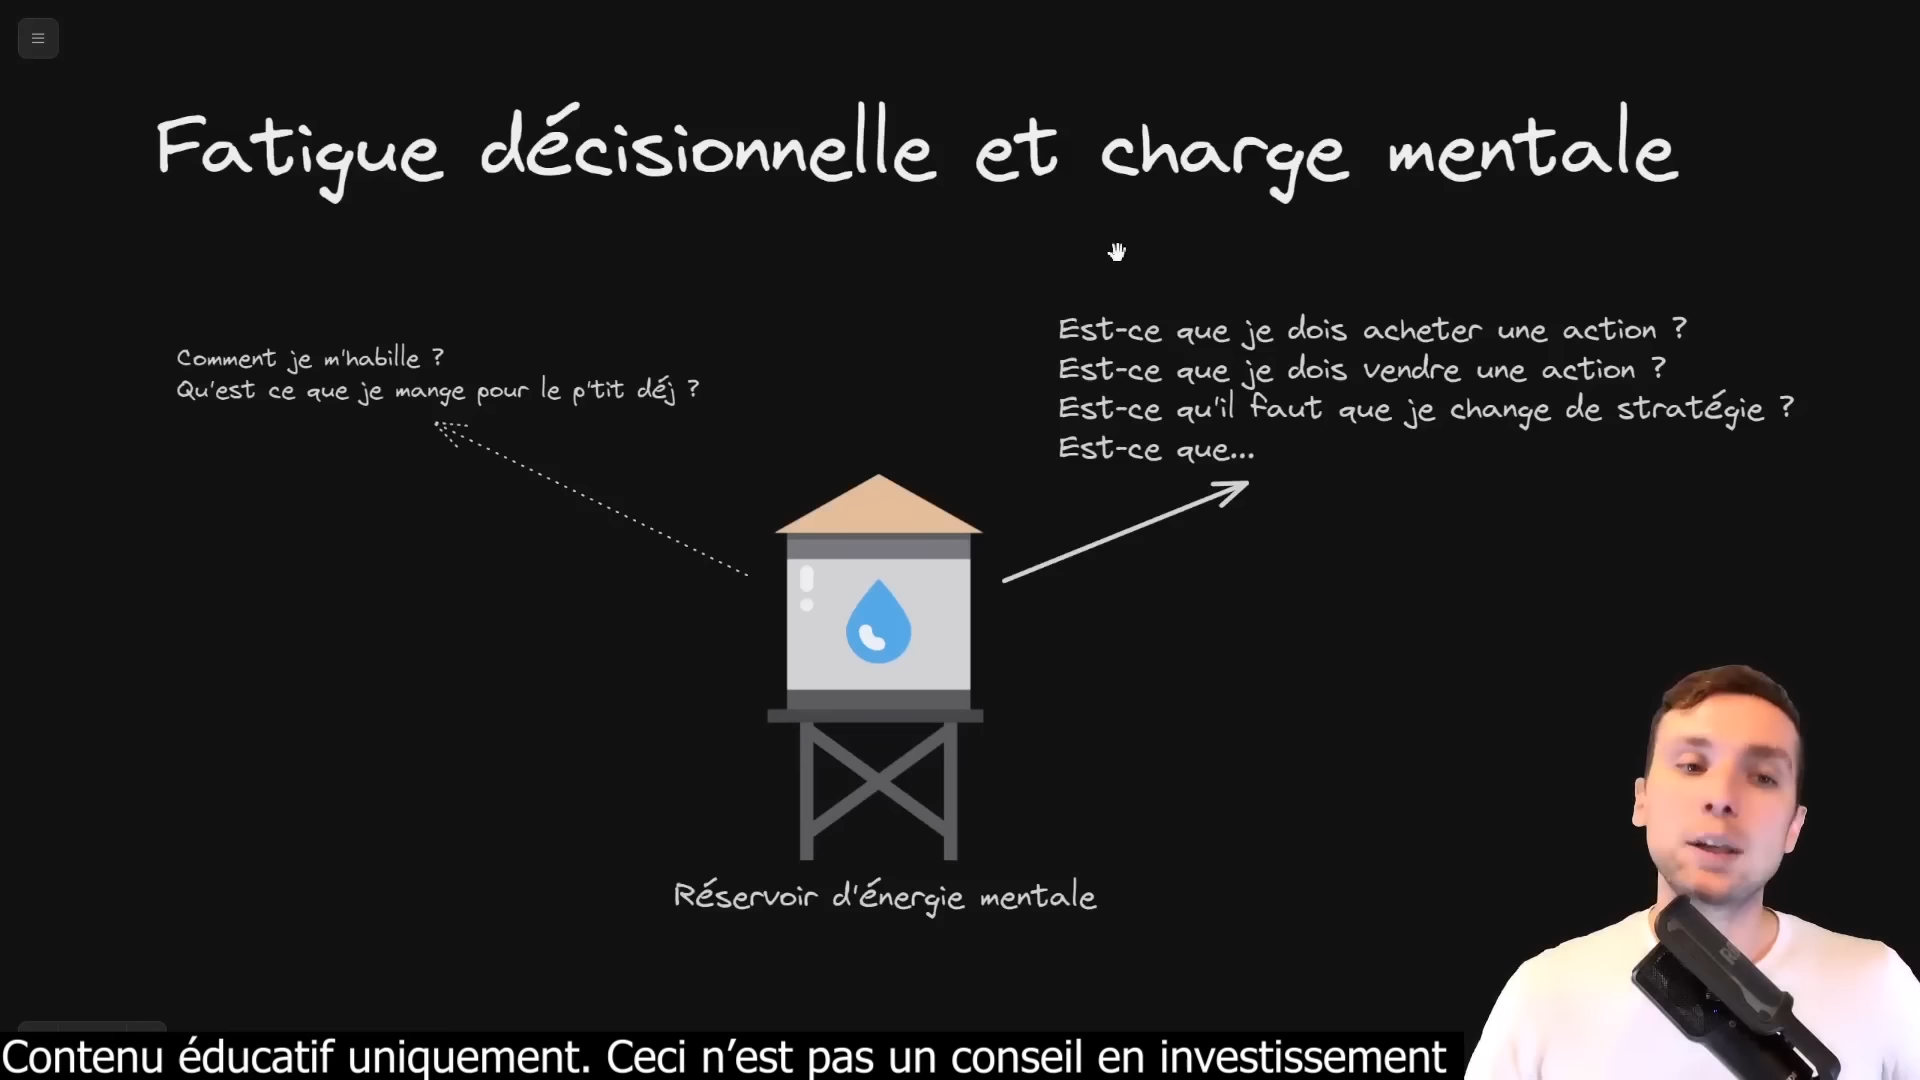 Fatigue décisionnelle et charge mentale
Comment je m'habille ?
Qu'est ce que je mange pour le p'tit déj ?
Est-ce que je dois acheter une action ?
Est-ce que je dois vendre une action ?
Est-ce qu'il faut que je change de stratégie ?
Est-ce que...
Réservoir d'énergie mentale
Contenu éducatif uniquement. Ceci n’est pas un conseil en investissement